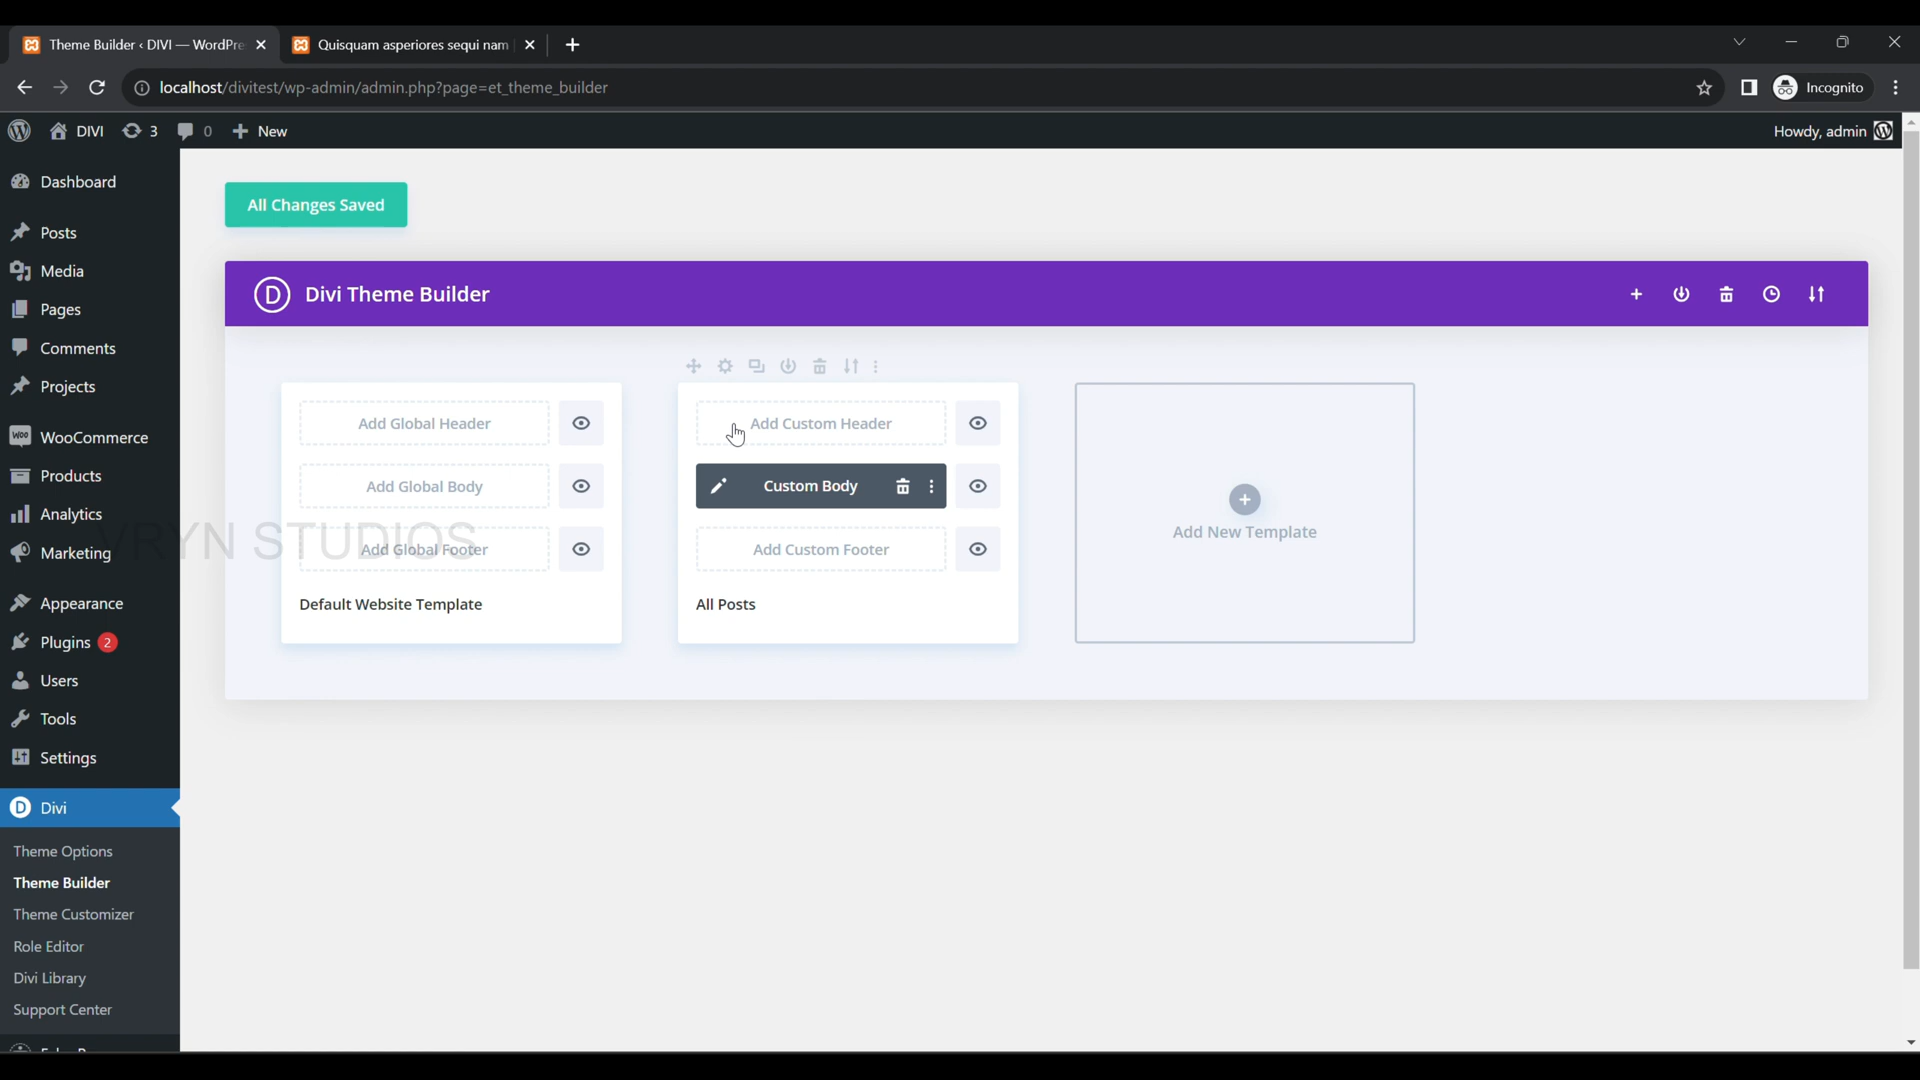 Theme Builder ‹ DIVI — WordPre
Quisquam asperiores sequi nam
localhost/divitest/wp-admin/admin.php?page=et_theme_builder
Incognito
DIVI
3
0
New
Howdy, admin
Dashboard
Posts
Media
Pages
Comments
Projects
WooCommerce
Products
Analytics
Marketing
Appearance
Plugins 2
Users
Tools
Settings
Divi
Theme Options
Theme Builder
Theme Customizer
Role Editor
Divi Library
Support Center
All Changes Saved
Divi Theme Builder
Add Global Header
Add Global Body
Add Global Footer
Default Website Template
Add Custom Header
Custom Body
Add Custom Footer
All Posts
Add New Template
VRYN STUDIOS